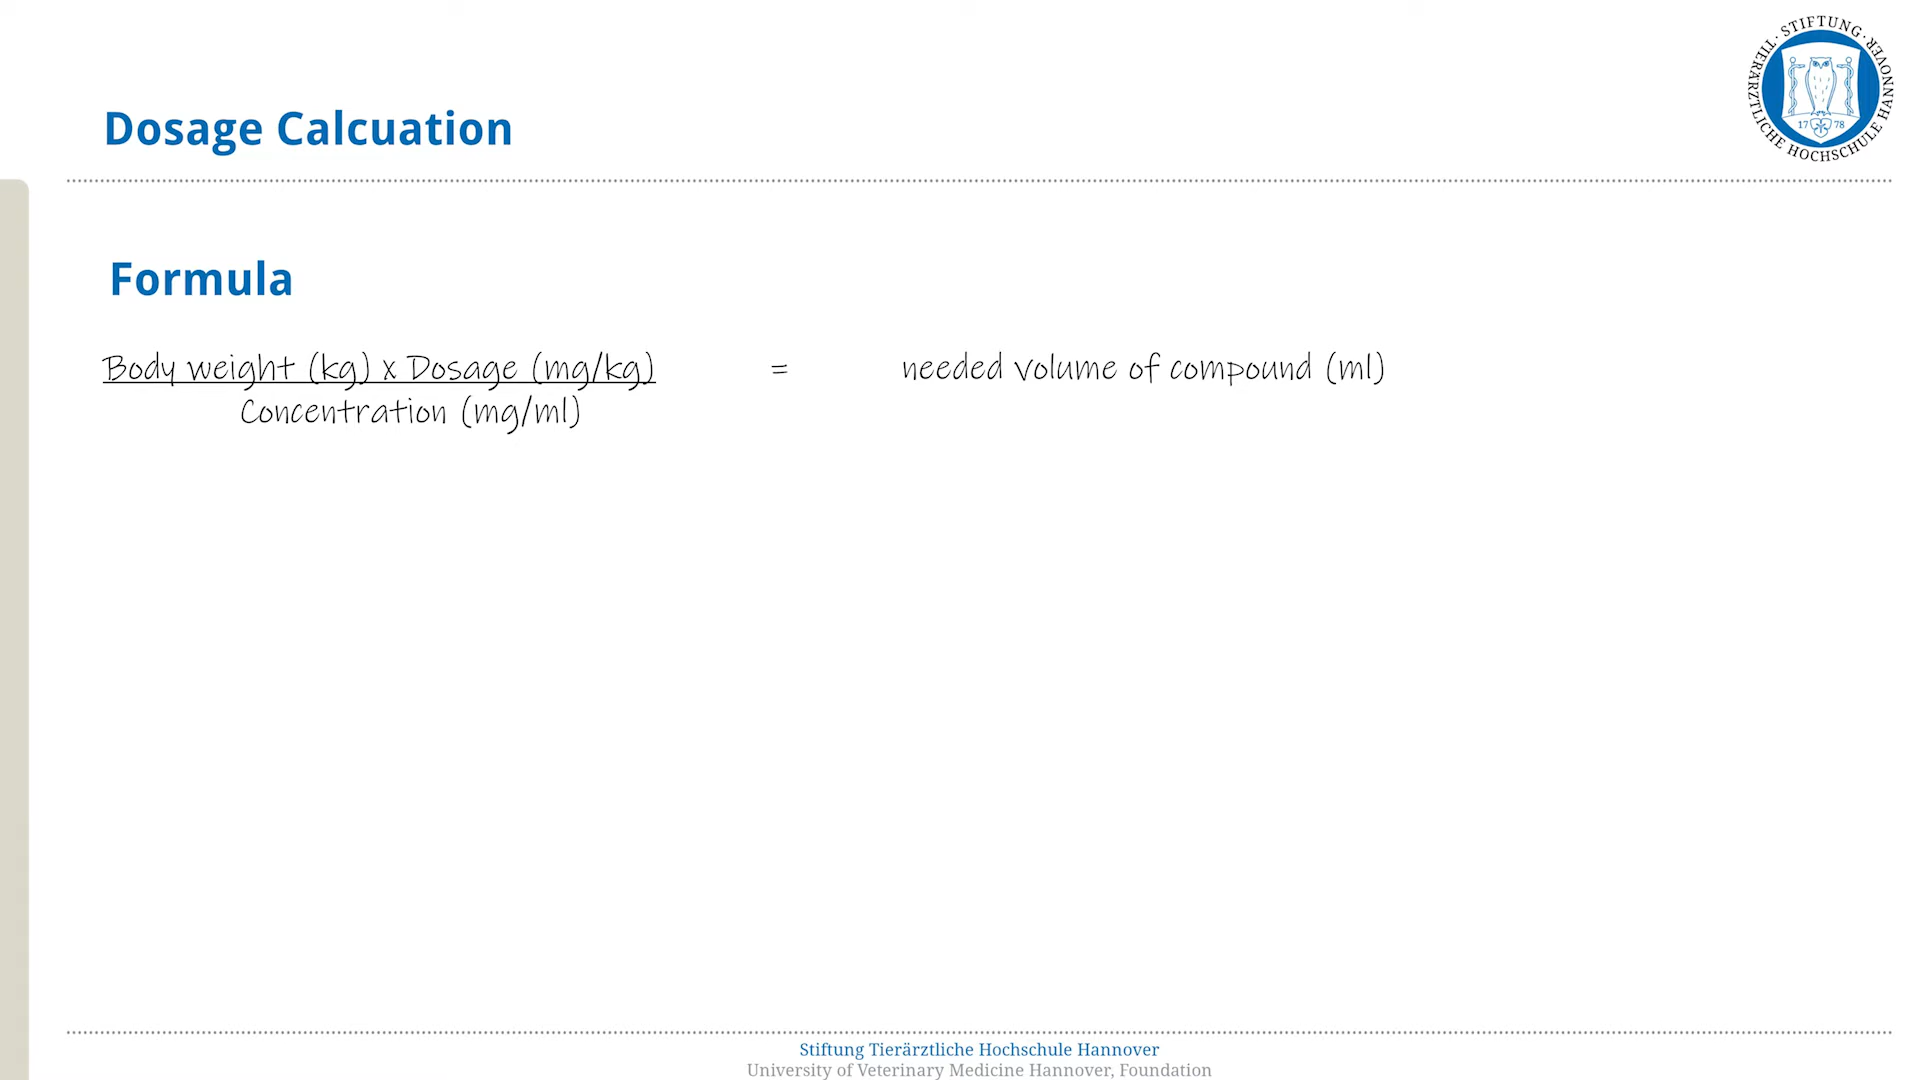 STIFTUNG · TIERÄRZTLICHE HOCHSCHULE HANNOVER ·
17 78
Dosage Calcuation
Formula
Body weight (kg) x Dosage (mg/kg) = needed volume of compound (ml)
Concentration (mg/ml)
Stiftung Tierärztliche Hochschule Hannover
University of Veterinary Medicine Hannover, Foundation